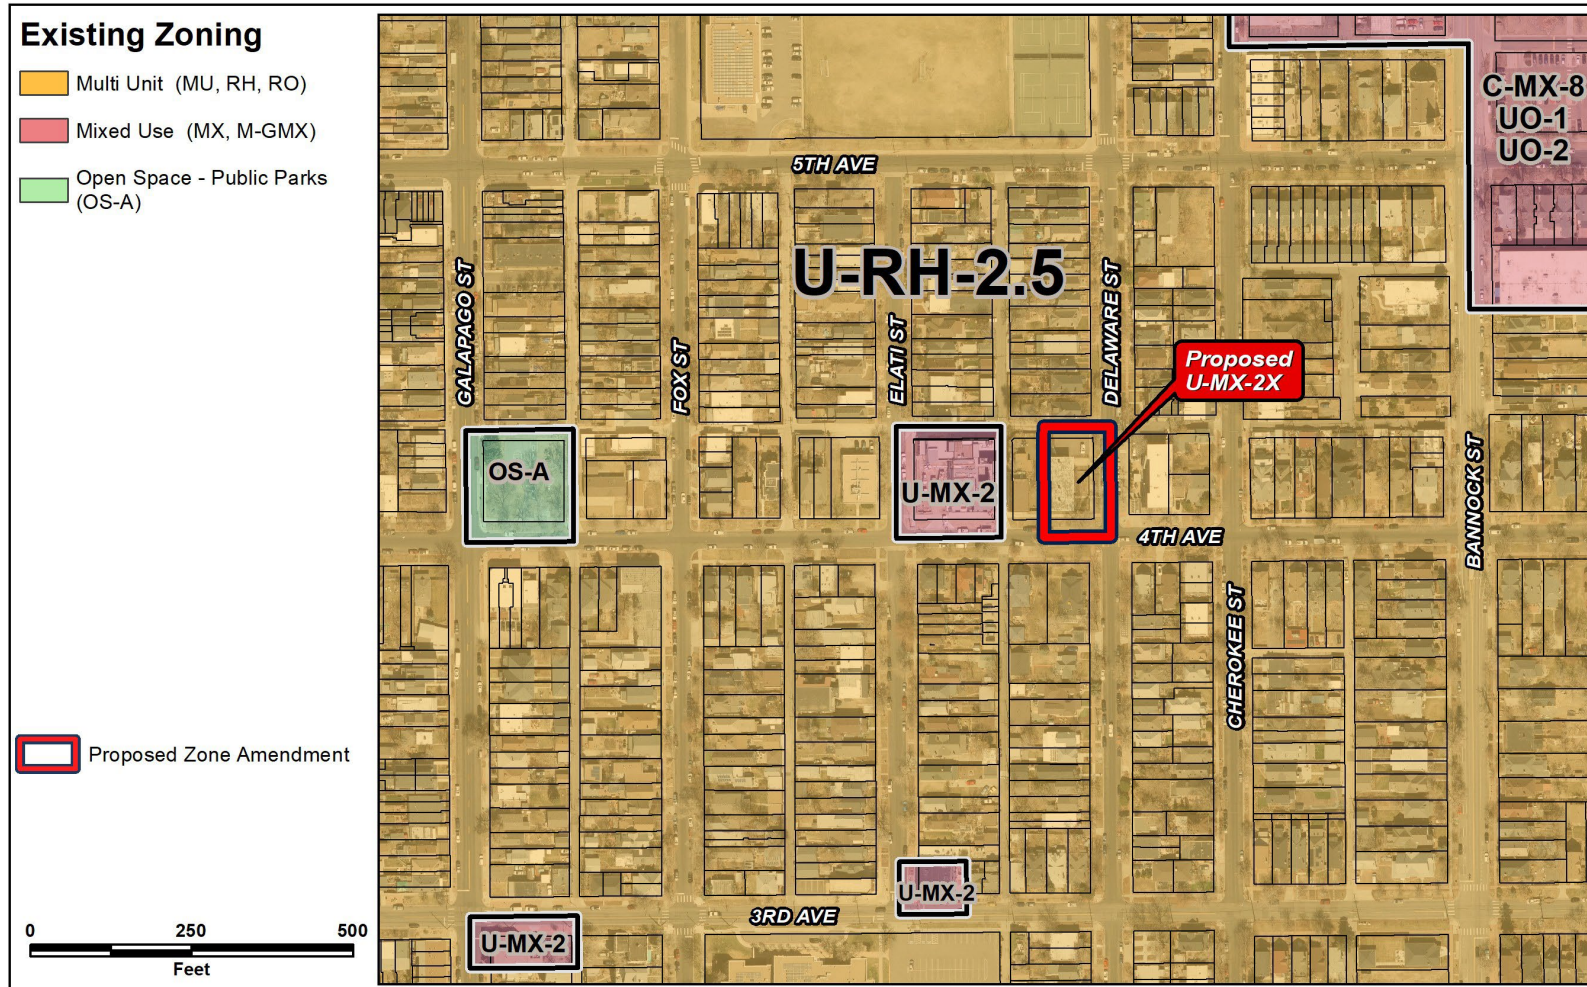 Existing Zoning
Multi Unit (MU, RH, RO)
Mixed Use (MX, M-GMX)
Open Space - Public Parks
(OS-A)
Proposed Zone Amendment
0 250 500
Feet
C-MX-8
UO-1
UO-2
5TH AVE
U-RH-2.5
GALAPAGO ST
FOX ST
ELATI ST
DELAWARE ST
Proposed
U-MX-2X
OS-A
U-MX-2
4TH AVE
BANNOCK ST
CHEROKEE ST
U-MX-2
3RD AVE
U-MX-2